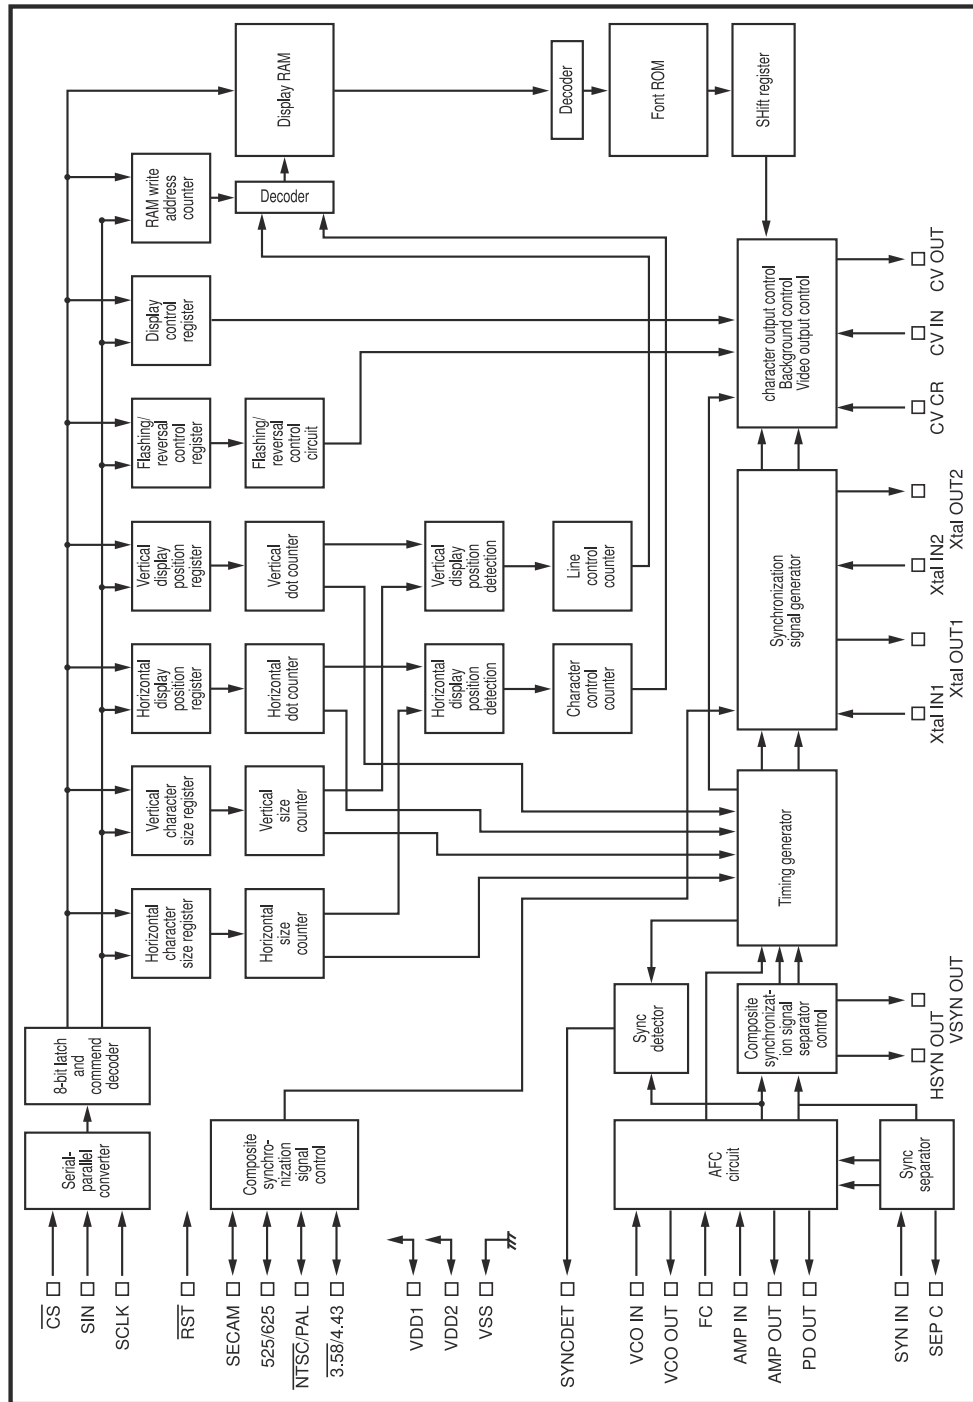 Display RAM
Decoder
Font ROM
SHift register
RAM write
address
counter
Decoder
Display
control
register
character output control
Background control
Video output control
CV OUT
CV IN
CV CR
Flashing/
reversal
control
register
Flashing/
reversal
control
circuit
Vertical
display
position
register
Vertical
dot counter
Vertical
display
position
detection
Line
control
counter
Synchronization
signal generator
Xtal OUT2
Xtal IN2
Xtal OUT1
Xtal IN1
Horizontal
display
position
register
Horizontal
dot counter
Horizontal
display
position
detection
Character
control
counter
Vertical
character
size register
Vertical
size
counter
Timing generator
Horizontal
character
size register
Horizontal
size
counter
8-bit latch
and
commend
decoder
Sync
detector
Composite
synchronizat-
ion signal
separator
control
VSYN OUT
HSYN OUT
Serial-
parallel
converter
Composite
synchro-
nization
signal
control
AFC
circuit
Sync
separator
CS
SIN
SCLK
RST
SECAM
525/625
NTSC/PAL
3.58/4.43
VDD1
VDD2
VSS
SYNCDET
VCO IN
VCO OUT
FC
AMP IN
AMP OUT
PD OUT
SYN IN
SEP C